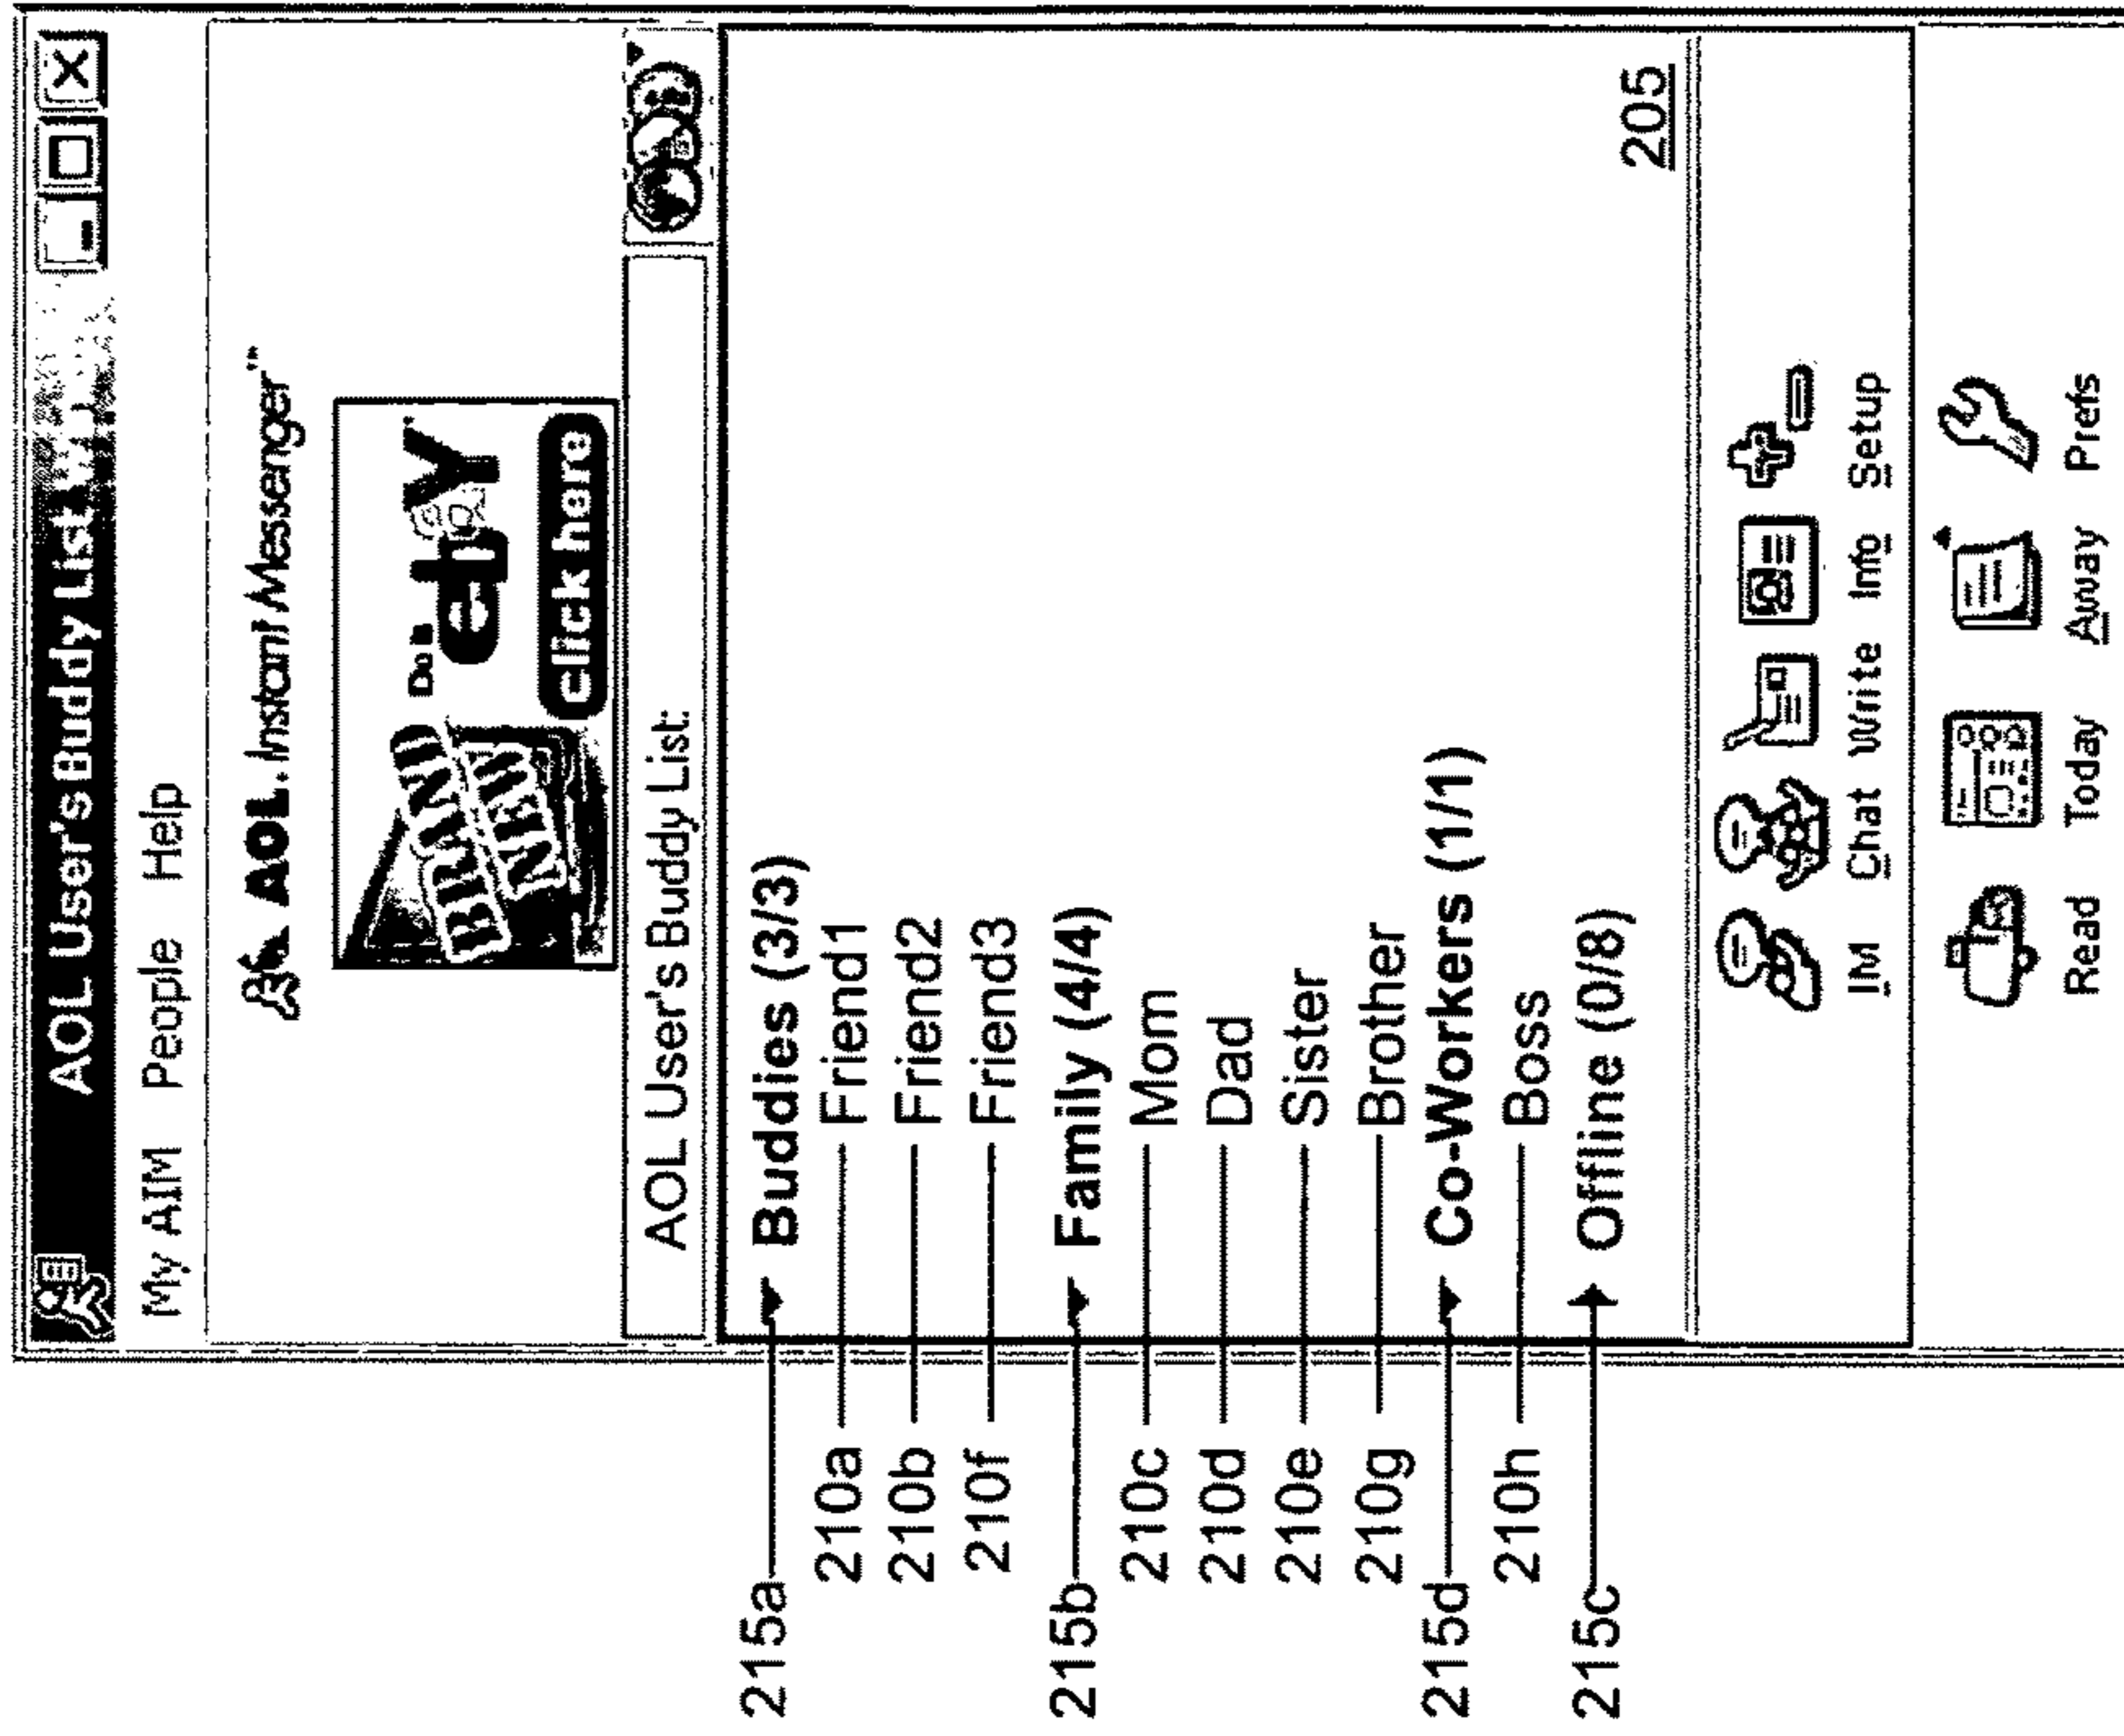 AOL User's Buddy List
My AIM People Help
AOL. Instant Messenger™
BRAND
NEW
Do it
ebY
click here
AOL User's Buddy List:
215a Buddies (3/3)
210a Friend1
210b Friend2
210f Friend3
215b Family (4/4)
210c Mom
210d Dad
210e Sister
210g Brother
215d Co-Workers (1/1)
210h Boss
215c Offline (0/8)
205
IM Chat Write Info Setup
Read Today Away Prefs